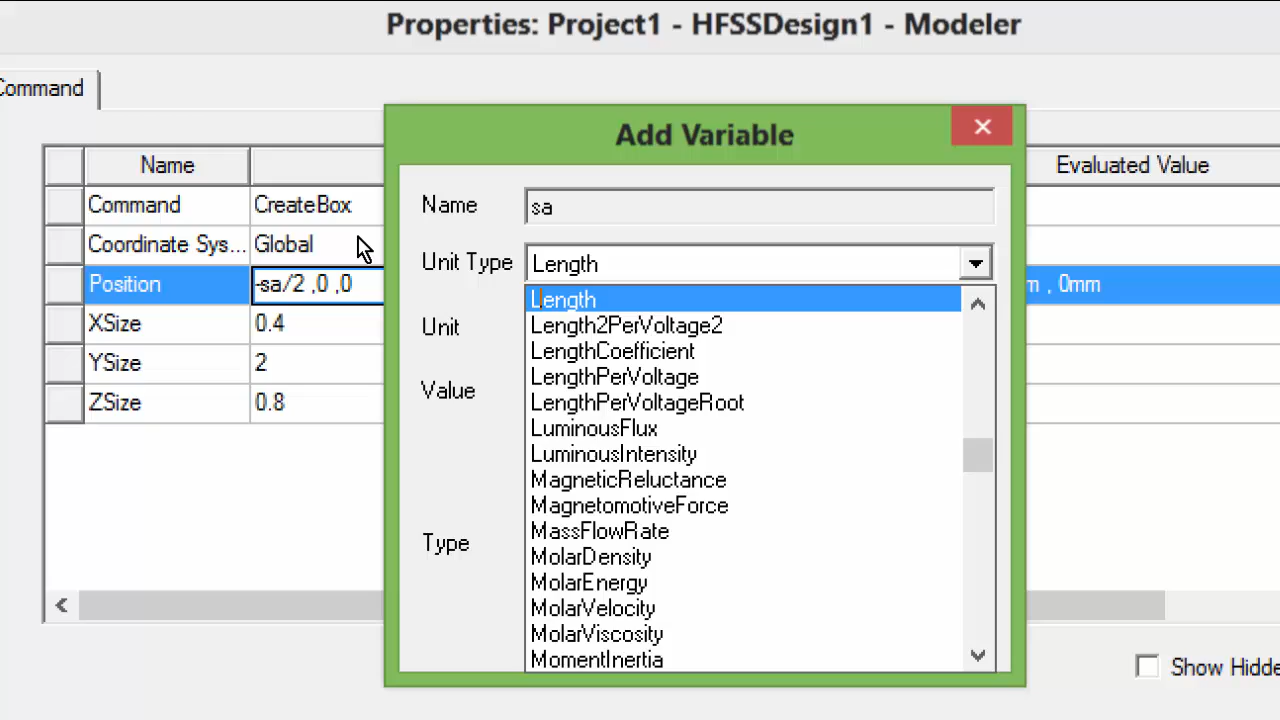 Properties: Project1 - HFSSDesign1 - Modeler
Command
Name
Evaluated Value
Command CreateBox
Coordinate Sys... Global
Position -sa/2 ,0 ,0
m , 0mm
XSize 0.4
YSize 2
ZSize 0.8
Add Variable
Name sa
Unit Type Length
Unit
Value
Type
Length
Length2PerVoltage2
LengthCoefficient
LengthPerVoltage
LengthPerVoltageRoot
LuminousFlux
LuminousIntensity
MagneticReluctance
MagnetomotiveForce
MassFlowRate
MolarDensity
MolarEnergy
MolarVelocity
MolarViscosity
MomentInertia
Show Hidde